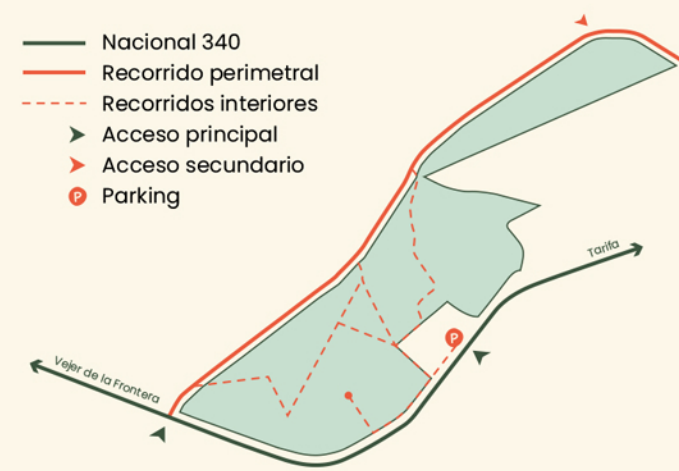 Nacional 340
Recorrido perimetral
Recorridos interiores
Acceso principal
Acceso secundario
P Parking
Tarifa
P
Vejer de la Frontera